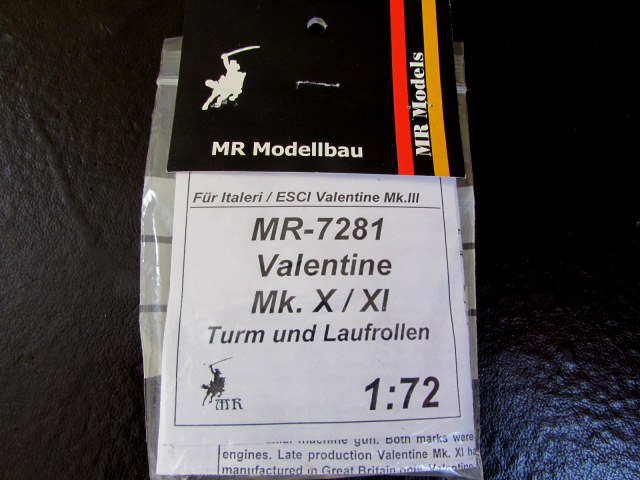 MR Modellbau
MR Models
Für Italeri / ESCI Valentine Mk.III
MR-7281
Valentine
Mk. X / XI
Turm und Laufrollen
MR
1:72
machine gun. Both marks were
engines. Late production Valentine Mk. XI ha
manufactured in Great Britain Valentine